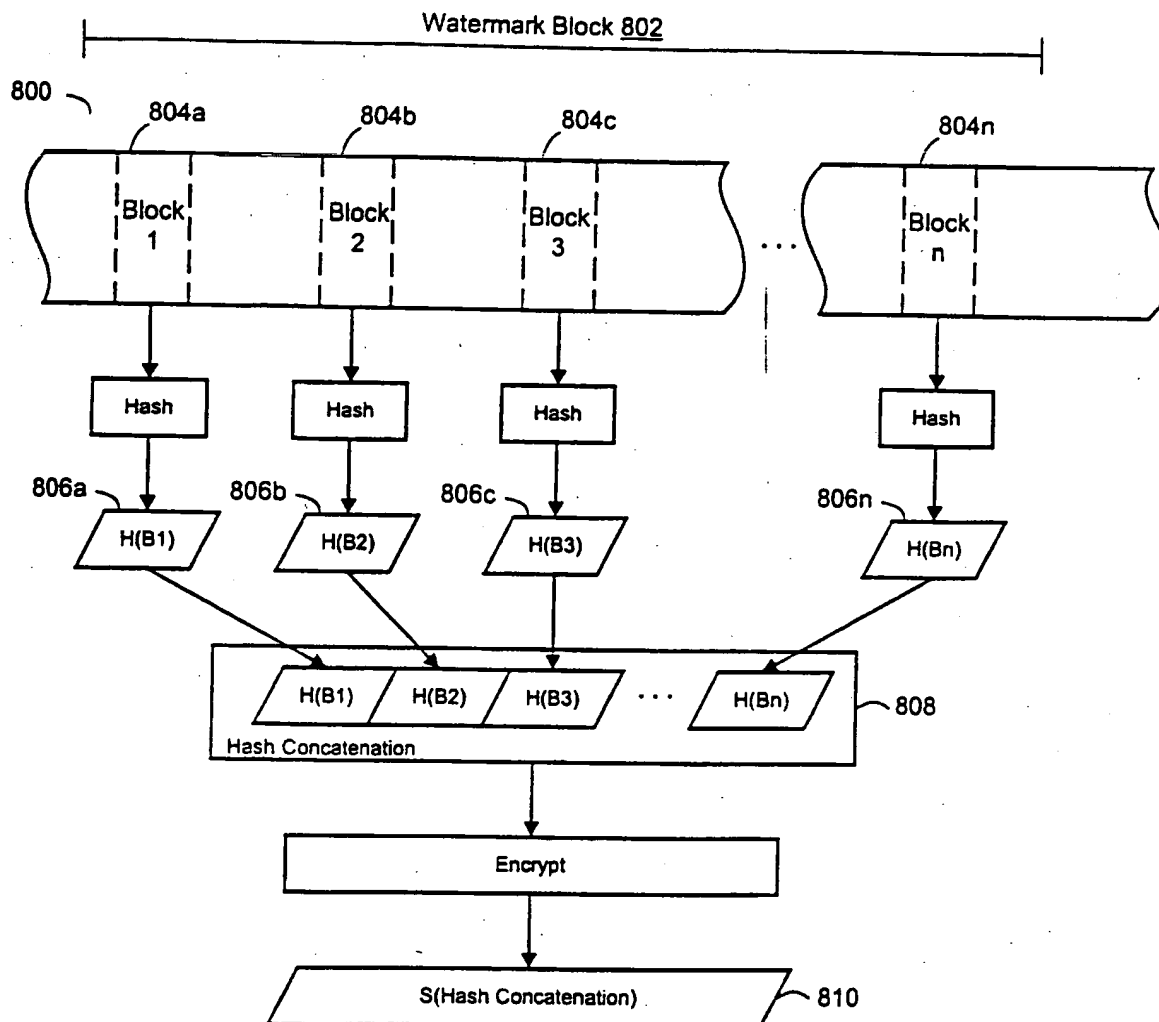 Watermark Block 802
800
804a
804b
804c
804n
Block
1
Block
2
Block
3
. . .
Block
n
Hash
Hash
Hash
Hash
806a
806b
806c
806n
H(B1)
H(B2)
H(B3)
H(Bn)
H(B1)
H(B2)
H(B3)
. . .
H(Bn)
808
Hash Concatenation
Encrypt
S(Hash Concatenation)
810